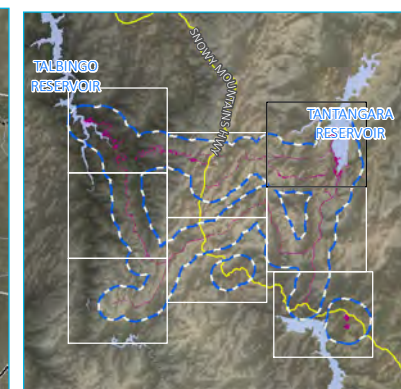 SNOWY MOUNTAINS HWY
TALBINGO
RESERVOIR
TANTANGARA
RESERVOIR